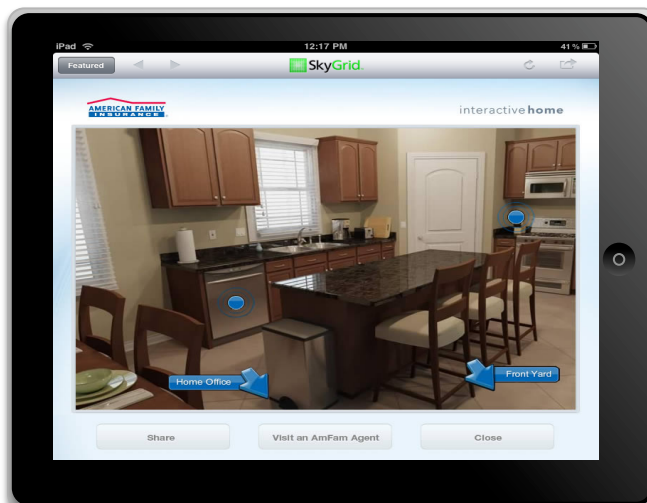 iPad
12:17 PM
41 %
Featured
SkyGrid
AMERICAN FAMILY
INSURANCE
interactive home
Home Office
Front Yard
Share
Visit an AmFam Agent
Close